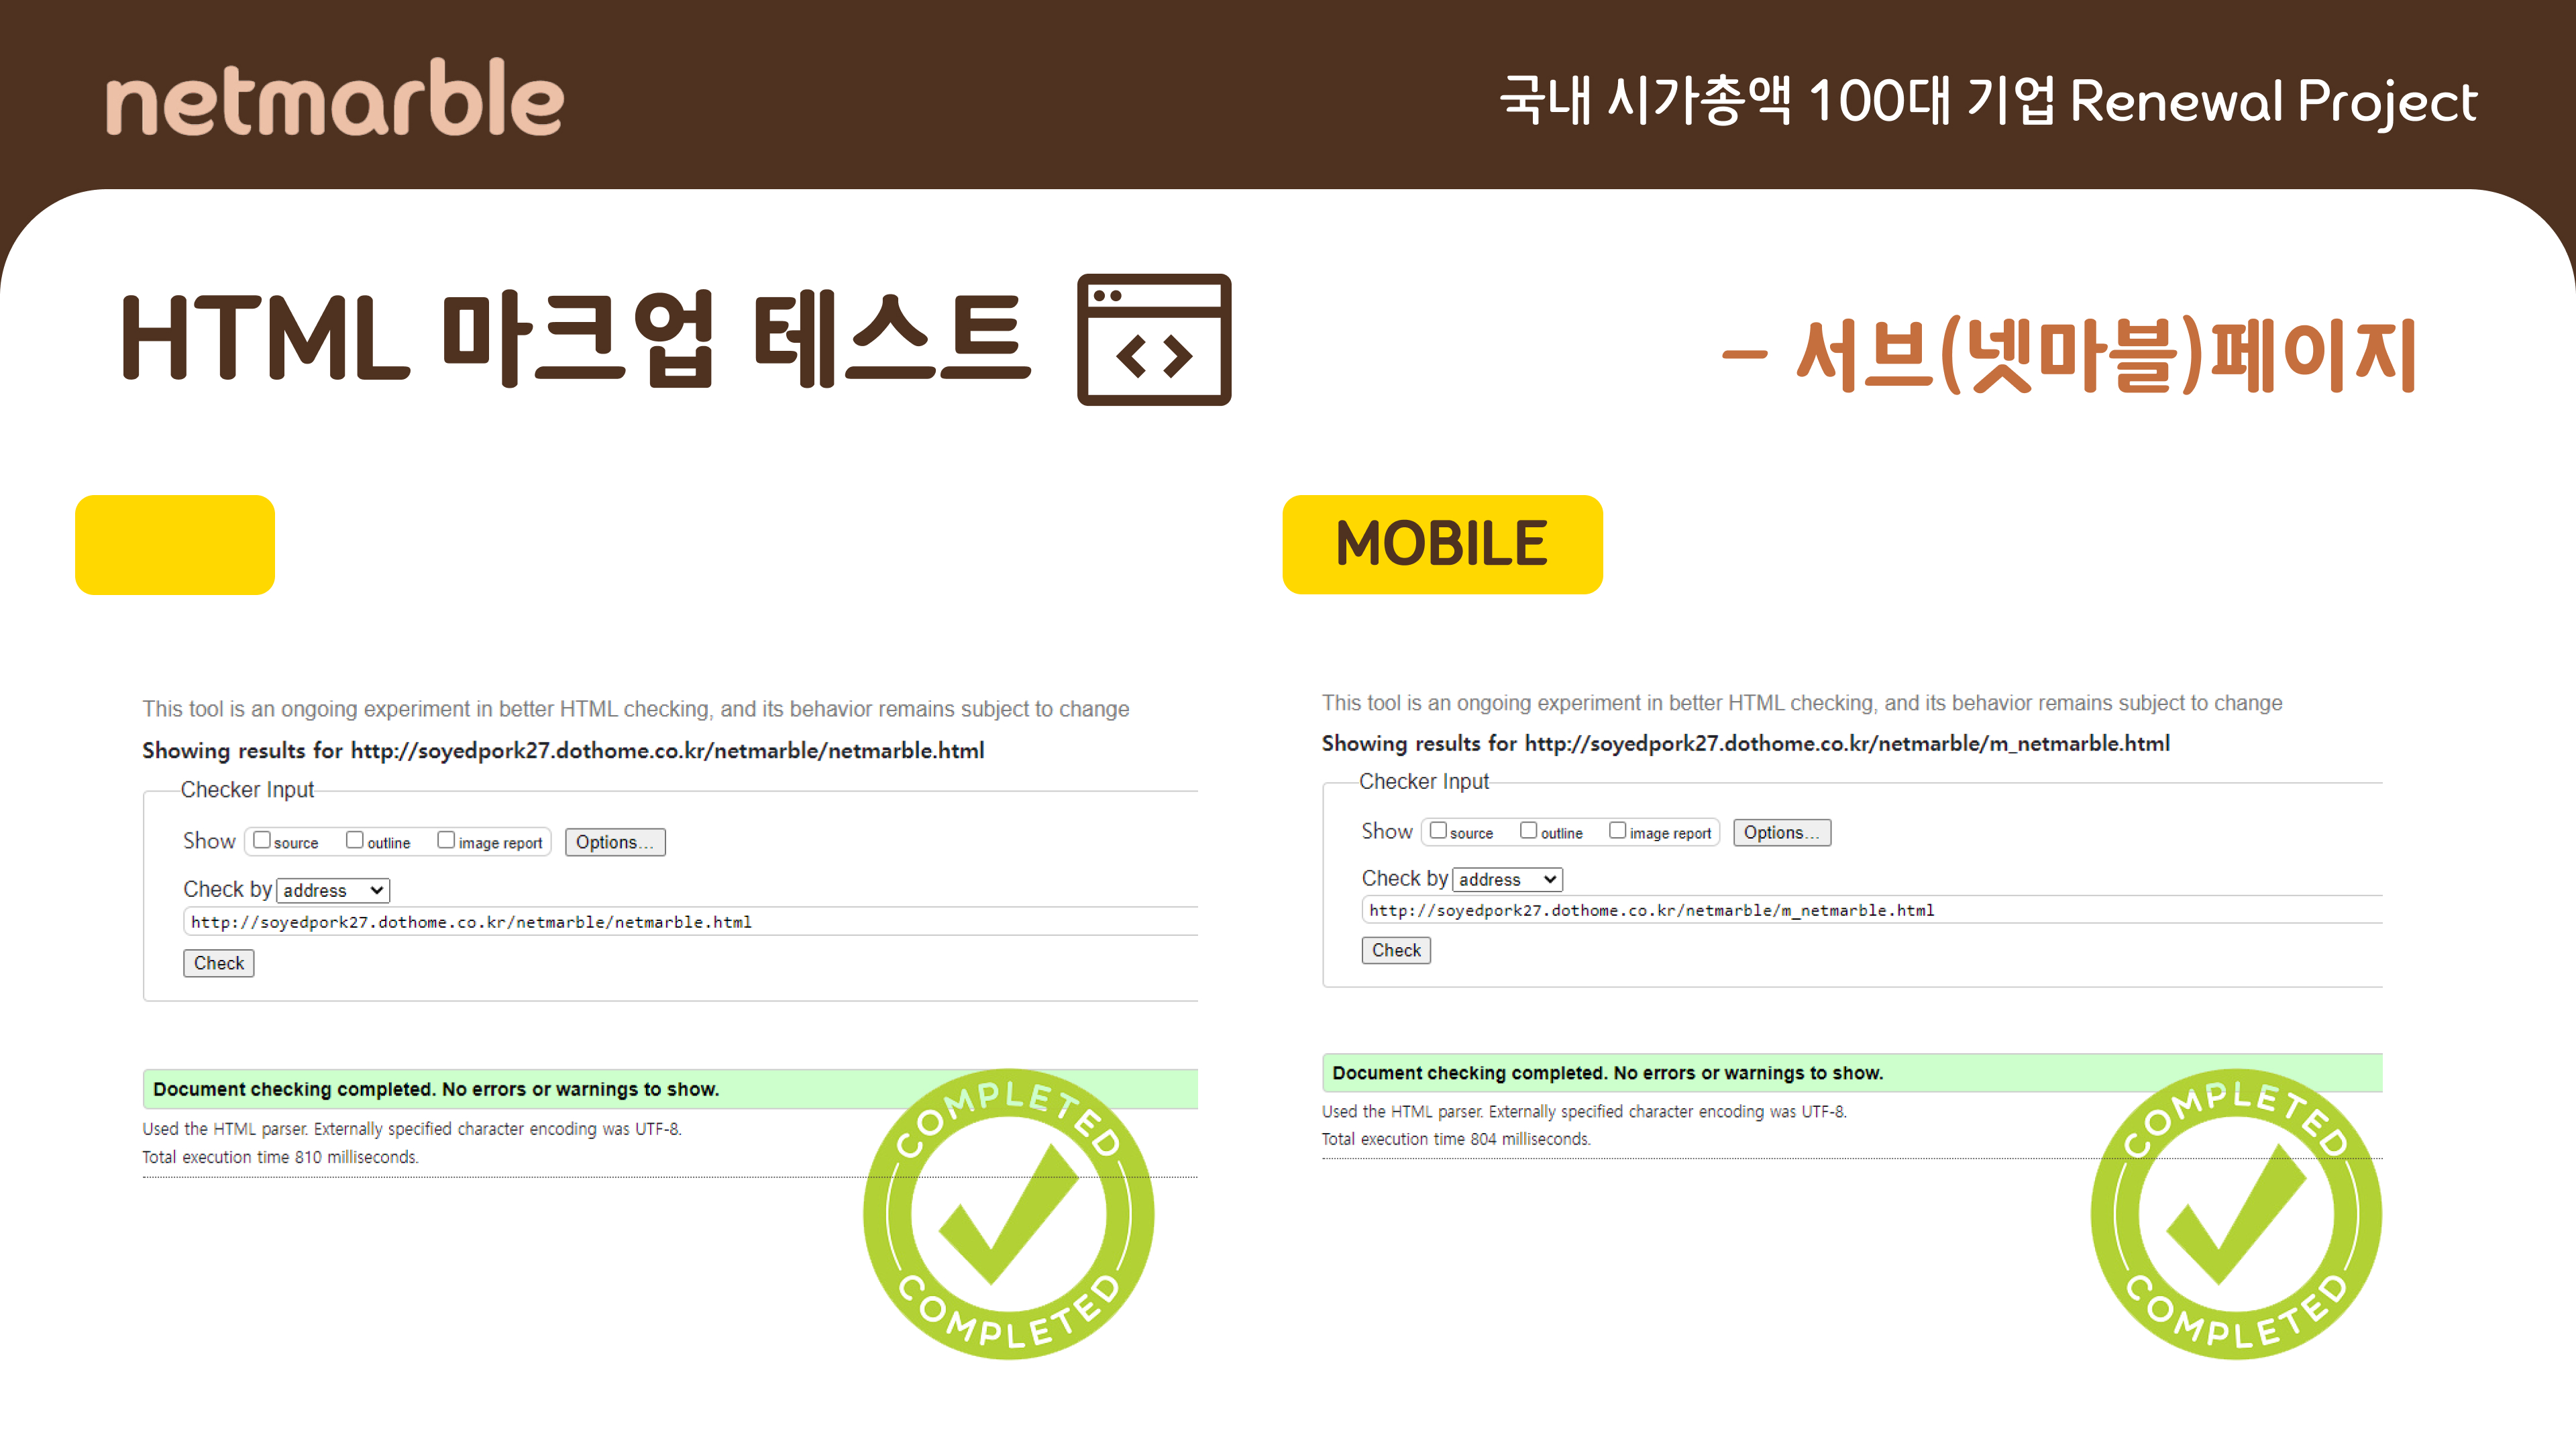 netmarble
국내 시가총액 100대 기업 Renewal Project
HTML 마크업 테스트
- 서브(넷마블)페이지
This tool is an ongoing experiment in better HTML checking, and its behavior remains subject to change
Showing results for http://soyedpork27.dothome.co.kr/netmarble/netmarble.html
Checker Input
Show source outline image report Options...
Check by address
http://soyedpork27.dothome.co.kr/netmarble/netmarble.html
Check
Document checking completed. No errors or warnings to show.
Used the HTML parser. Externally specified character encoding was UTF-8.
Total execution time 810 milliseconds.
COMPLETED
COMPLETED
MOBILE
This tool is an ongoing experiment in better HTML checking, and its behavior remains subject to change
Showing results for http://soyedpork27.dothome.co.kr/netmarble/m_netmarble.html
Checker Input
Show source outline image report Options...
Check by address
http://soyedpork27.dothome.co.kr/netmarble/m_netmarble.html
Check
Document checking completed. No errors or warnings to show.
Used the HTML parser. Externally specified character encoding was UTF-8.
Total execution time 804 milliseconds.
COMPLETED
COMPLETED